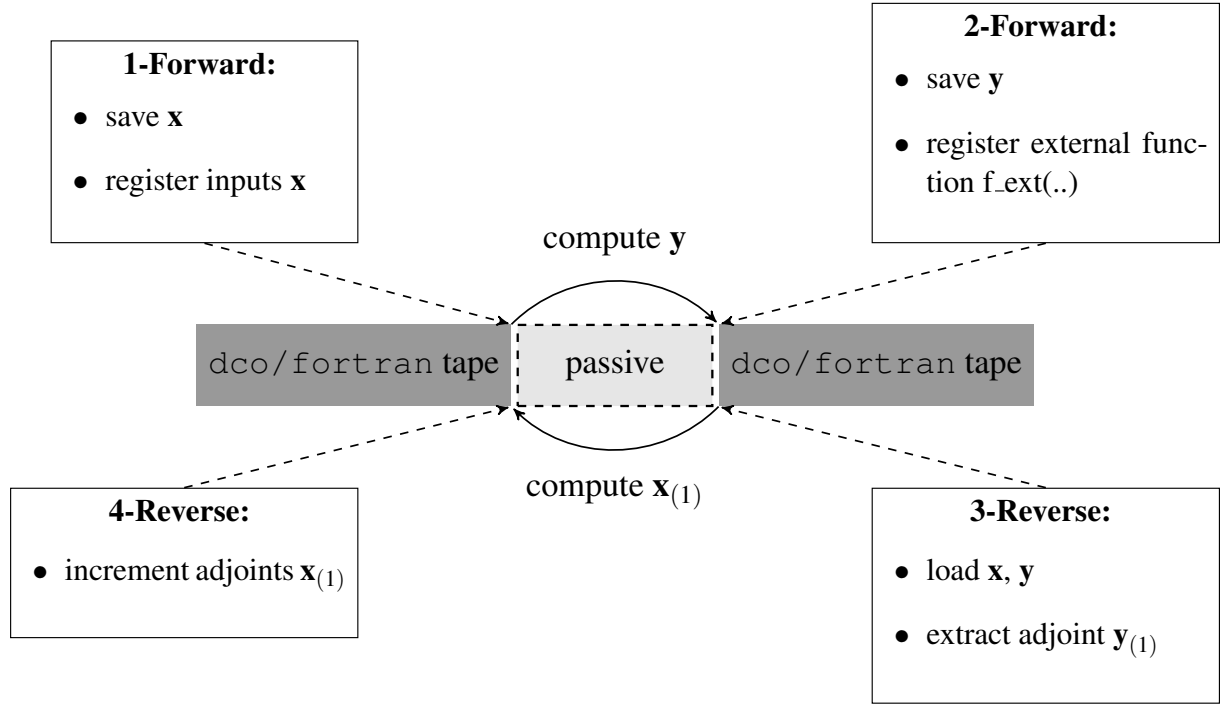 1-Forward:
• save x
• register inputs x
2-Forward:
• save y
• register external func-
tion f_ext(..)
compute y
dco/fortran tape
passive
dco/fortran tape
compute x(1)
4-Reverse:
• increment adjoints x(1)
3-Reverse:
• load x, y
• extract adjoint y(1)